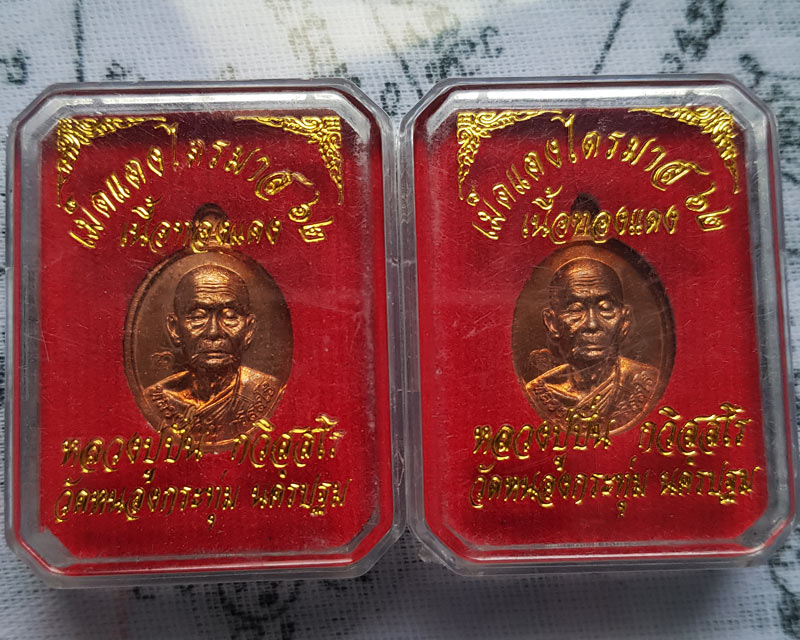 เม็ดแตงไตรมาส ๖๒
เนื้อทองแดง
หลวงปู่ปั้น กวิสฺสโร
วัดหนองกระทุ่ม นครปฐม
เม็ดแตงไตรมาส ๖๒
เนื้อทองแดง
หลวงปู่ปั้น กวิสฺสโร
วัดหนองกระทุ่ม นครปฐม